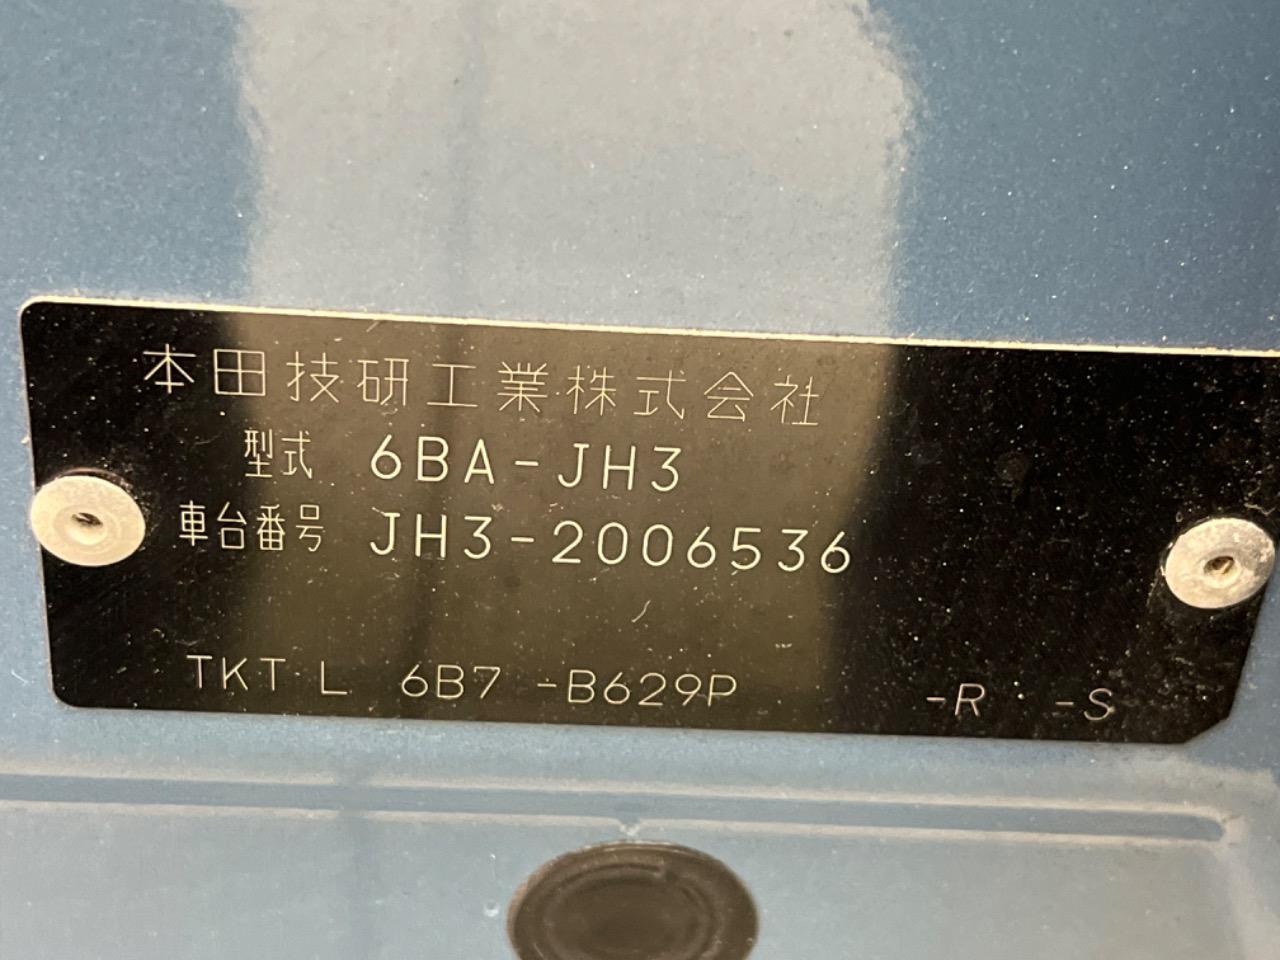 本田技研工業株式会社
型式 6BA-JH3
車台番号 JH3-2006536
TKT L 6B7 -B629P -R -S